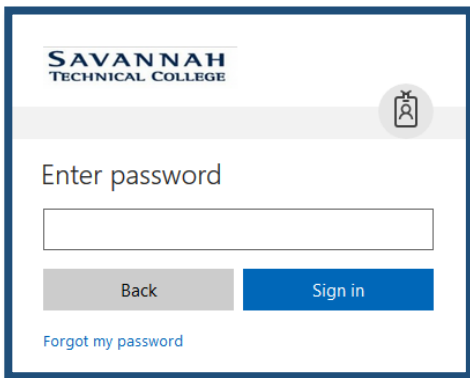 SAVANNAH
TECHNICAL COLLEGE
Enter password
Back
Sign in
Forgot my password